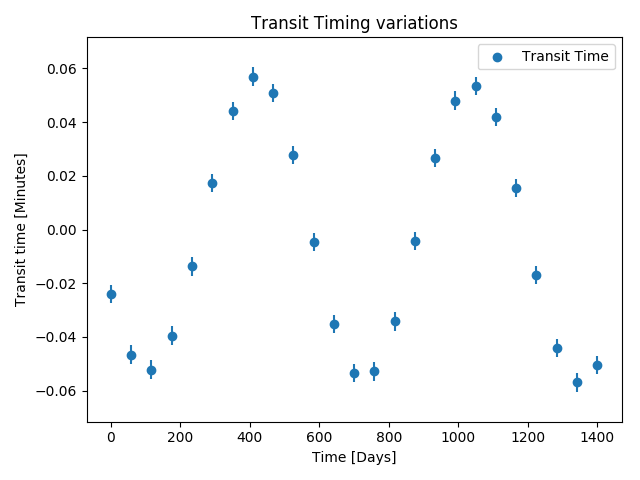 Transit Timing variations
Transit Time
Transit time [Minutes]
0.06
0.04
0.02
0.00
−0.02
−0.04
−0.06
0 200 400 600 800 1000 1200 1400
Time [Days]